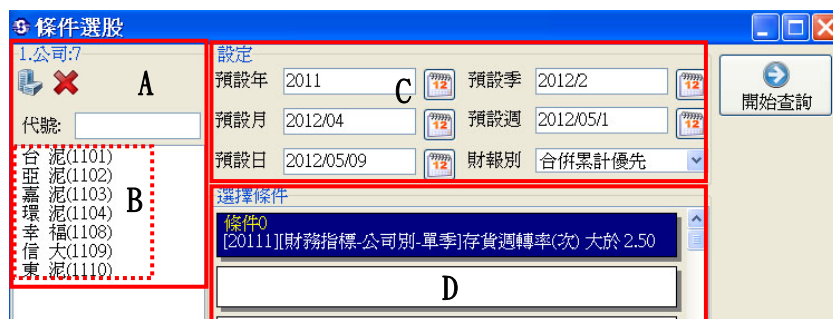 條件選股
1.公司:7
A
代號:
台 泥(1101)
亞 泥(1102)
嘉 泥(1103)
環 泥(1104)
幸 福(1108)
信 大(1109)
東 泥(1110)
B
設定
預設年 2011 C 12 預設季 2012/2 12
預設月 2012/04 12 預設週 2012/05/1 12
預設日 2012/05/09 12 財報別 合併累計優先
開始查詢
選擇條件
條件0
[20111][財務指標-公司別-單季]存貨週轉率(次) 大於 2.50
D